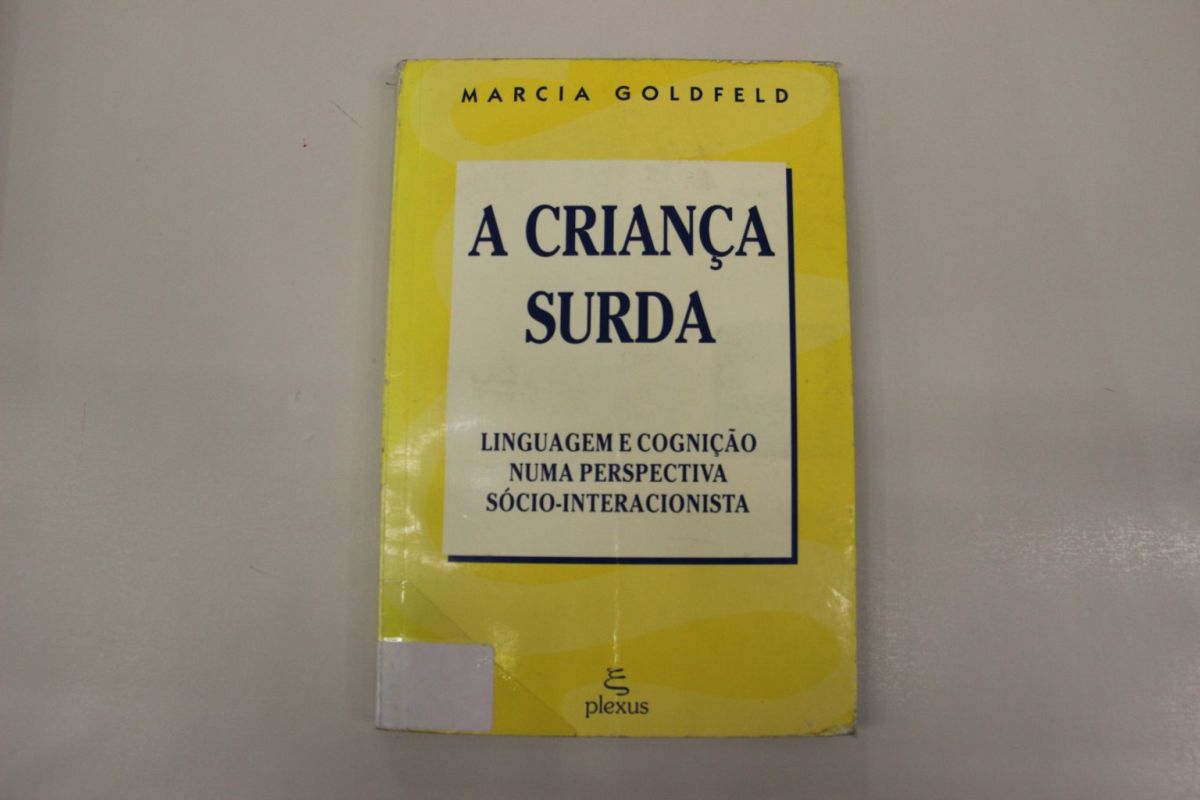 MARCIA GOLDFELD
A CRIANÇA
SURDA
LINGUAGEM E COGNIÇÃO
NUMA PERSPECTIVA
SÓCIO-INTERACIONISTA
plexus